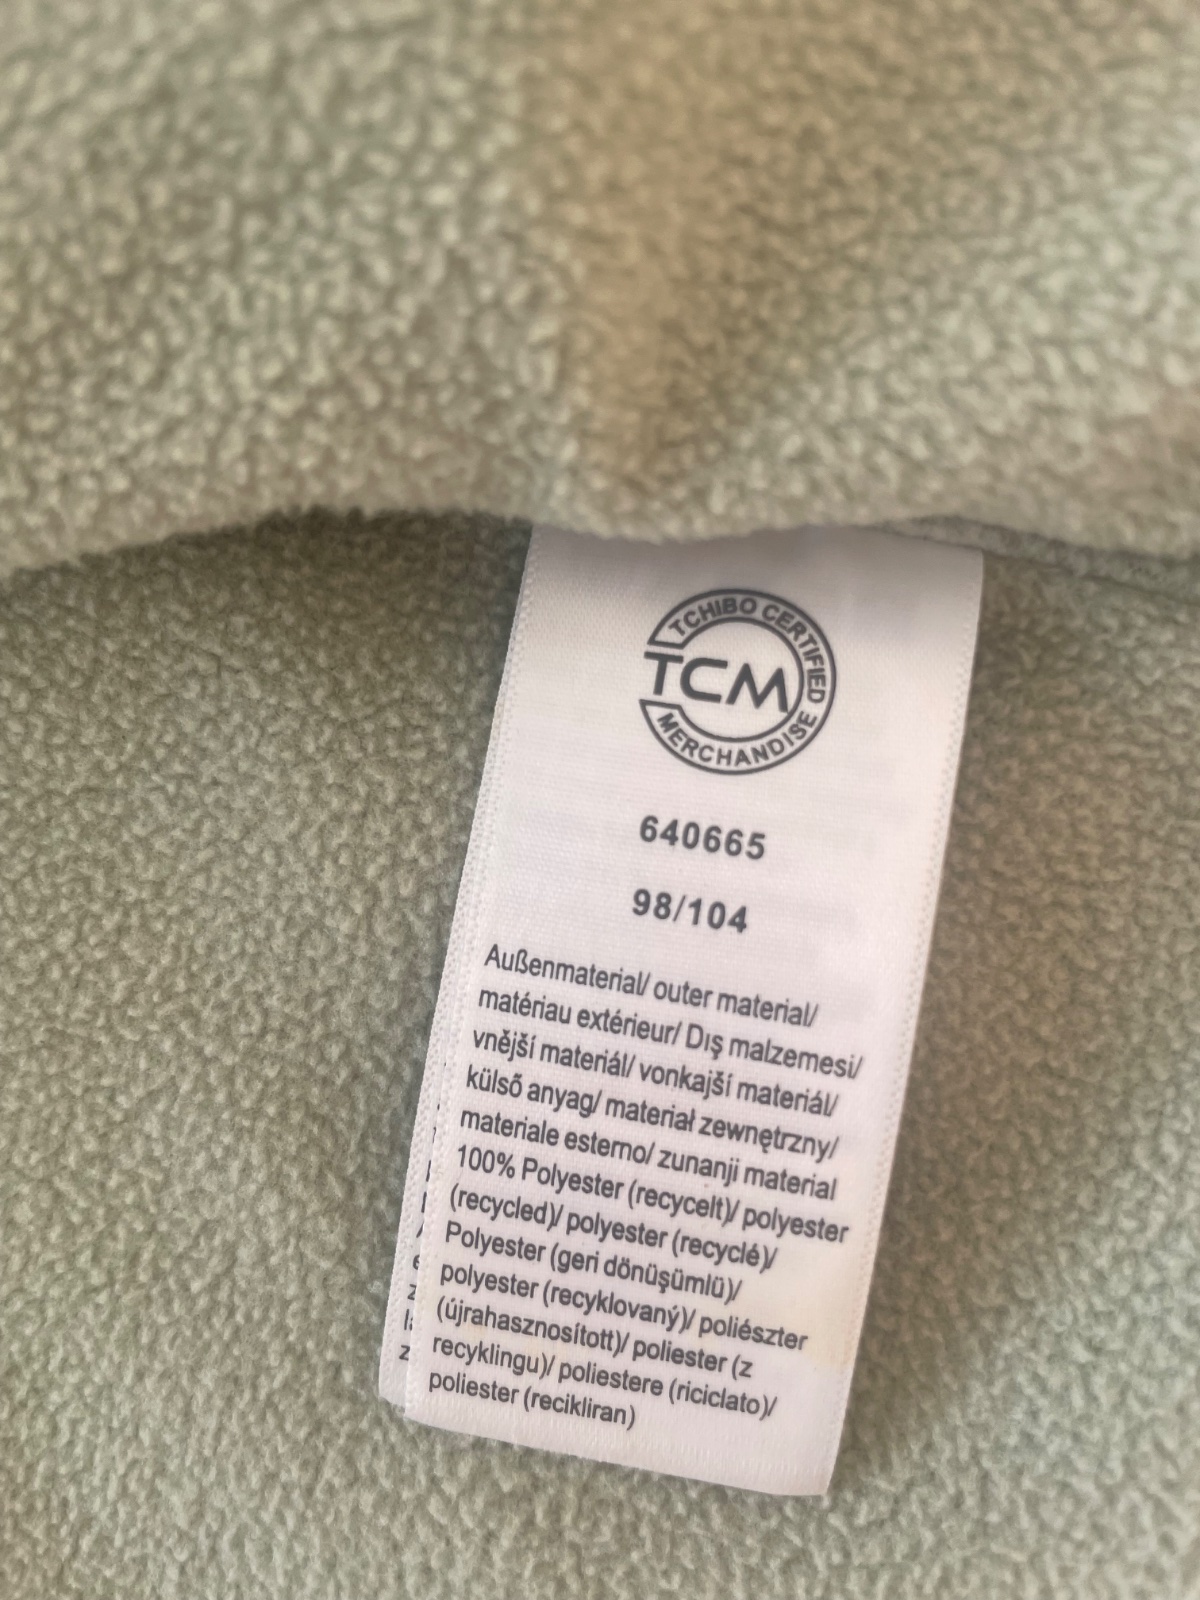 TCHIBO CERTIFIED
TCM
MERCHANDISE
640665
98/104
Außenmaterial/ outer material/
matériau extérieur/ Dış malzemesi/
vnější materiál/ vonkajší materiál/
külső anyag/ materiał zewnętrzny/
materiale esterno/ zunanji material
100% Polyester (recycelt)/ polyester
(recycled)/ polyester (recyclé)/
Polyester (geri dönüşümlü)/
polyester (recyklovaný)/ poliészter
(újrahasznosított)/ poliester (z
recyklingu)/ poliestere (riciclato)/
poliester (recikliran)